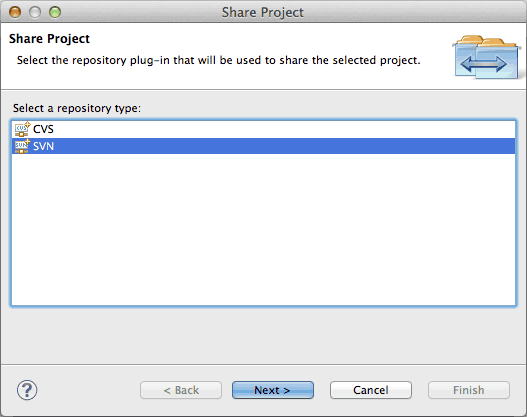 Share Project
Share Project
Select the repository plug-in that will be used to share the selected project.
Select a repository type:
CVS
SVN
?
< Back
Next >
Cancel
Finish